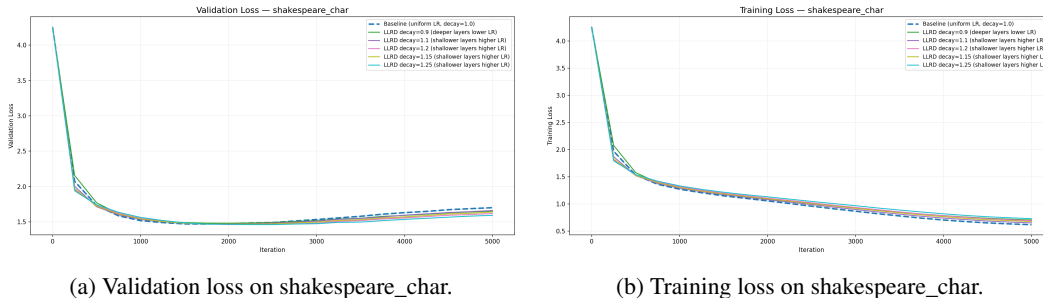 Validation Loss — shakespeare_char
Validation Loss
4.0
3.5
3.0
2.5
2.0
1.5
0
1000
2000
3000
4000
5000
Iteration
Baseline (uniform LR, decay=1.0)
LLRD decay=0.9 (deeper layers lower LR)
LLRD decay=1.1 (shallower layers higher LR)
LLRD decay=1.2 (shallower layers higher LR)
LLRD decay=1.15 (shallower layers higher LR)
LLRD decay=1.25 (shallower layers higher LR)
(a) Validation loss on shakespeare_char.
Training Loss — shakespeare_char
Training Loss
4.0
3.5
3.0
2.5
2.0
1.5
1.0
0.5
0
1000
2000
3000
4000
5000
Iteration
Baseline (uniform LR, decay=1.0)
LLRD decay=0.9 (deeper layers lower LR)
LLRD decay=1.1 (shallower layers higher L
LLRD decay=1.2 (shallower layers higher L
LLRD decay=1.15 (shallower layers higher
LLRD decay=1.25 (shallower layers higher
(b) Training loss on shakespeare_char.